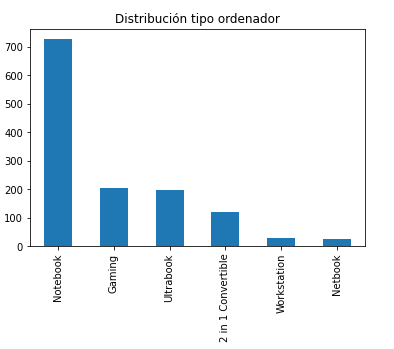 Distribución tipo ordenador
700
600
500
400
300
200
100
0
Notebook
Gaming
Ultrabook
2 in 1 Convertible
Workstation
Netbook